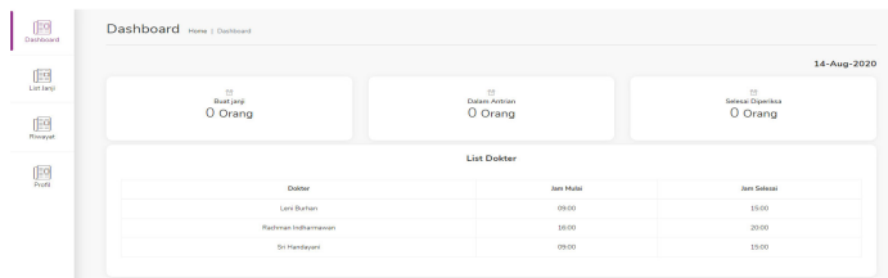 Dashboard
List Janji
Riwayat
Profil
Dashboard Home | Dashboard
14-Aug-2020
Buat janji
0 Orang
Dalam Antrian
0 Orang
Selesai Diperiksa
0 Orang
List Dokter
Dokter Jam Mulai Jam Selesai
Leni Burhan 09:00 15:00
Rachman Indharmawan 16:00 20:00
Sri Handayani 09:00 15:00